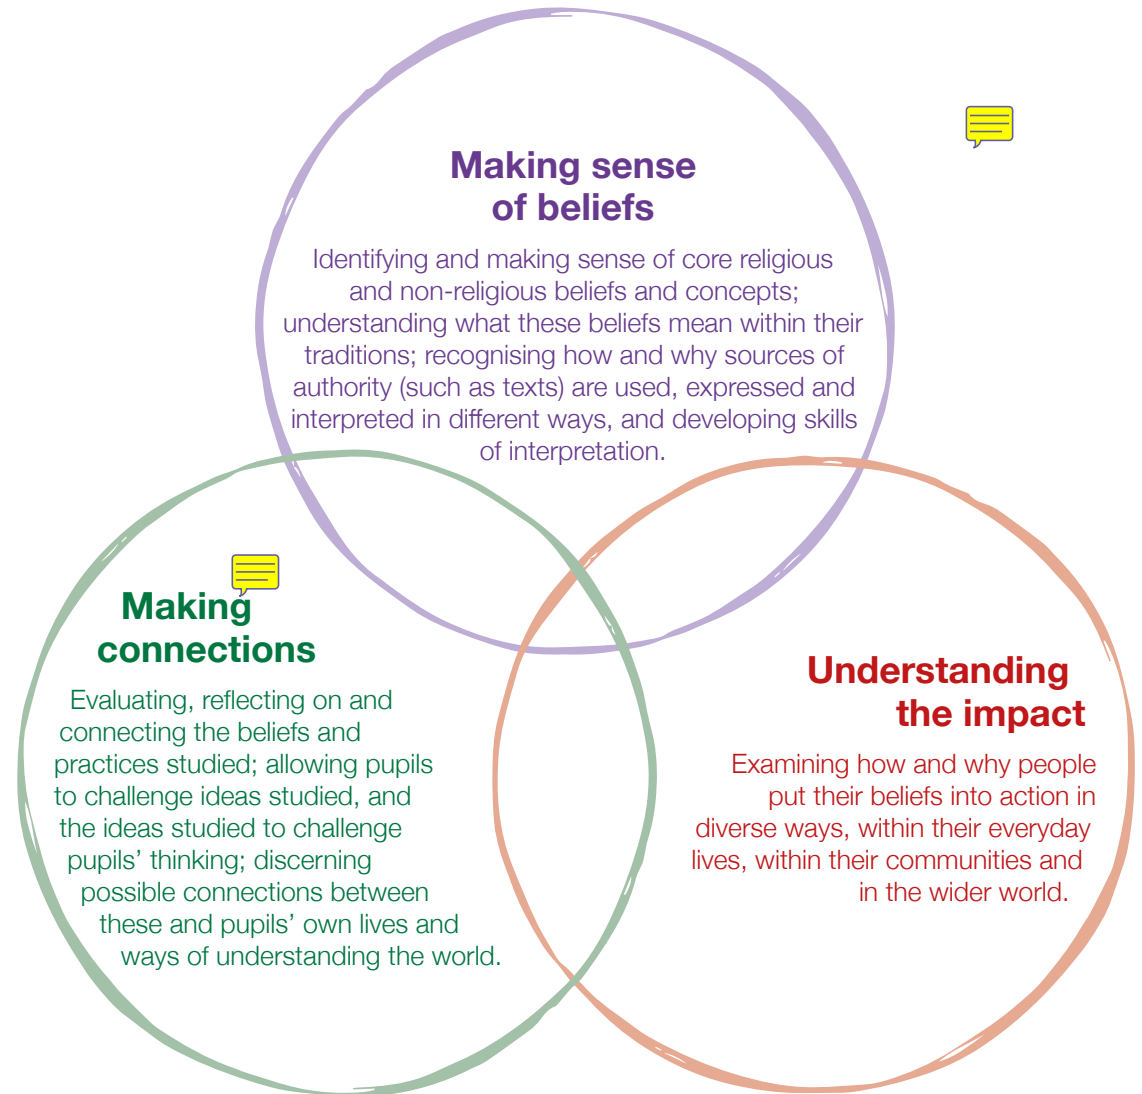 Making sense
of beliefs
Identifying and making sense of core religious
and non-religious beliefs and concepts;
understanding what these beliefs mean within their
traditions; recognising how and why sources of
authority (such as texts) are used, expressed and
interpreted in different ways, and developing skills
of interpretation.
Making
connections
Evaluating, reflecting on and
connecting the beliefs and
practices studied; allowing pupils
to challenge ideas studied, and
the ideas studied to challenge
pupils’ thinking; discerning
possible connections between
these and pupils’ own lives and
ways of understanding the world.
Understanding
the impact
Examining how and why people
put their beliefs into action in
diverse ways, within their everyday
lives, within their communities and
in the wider world.